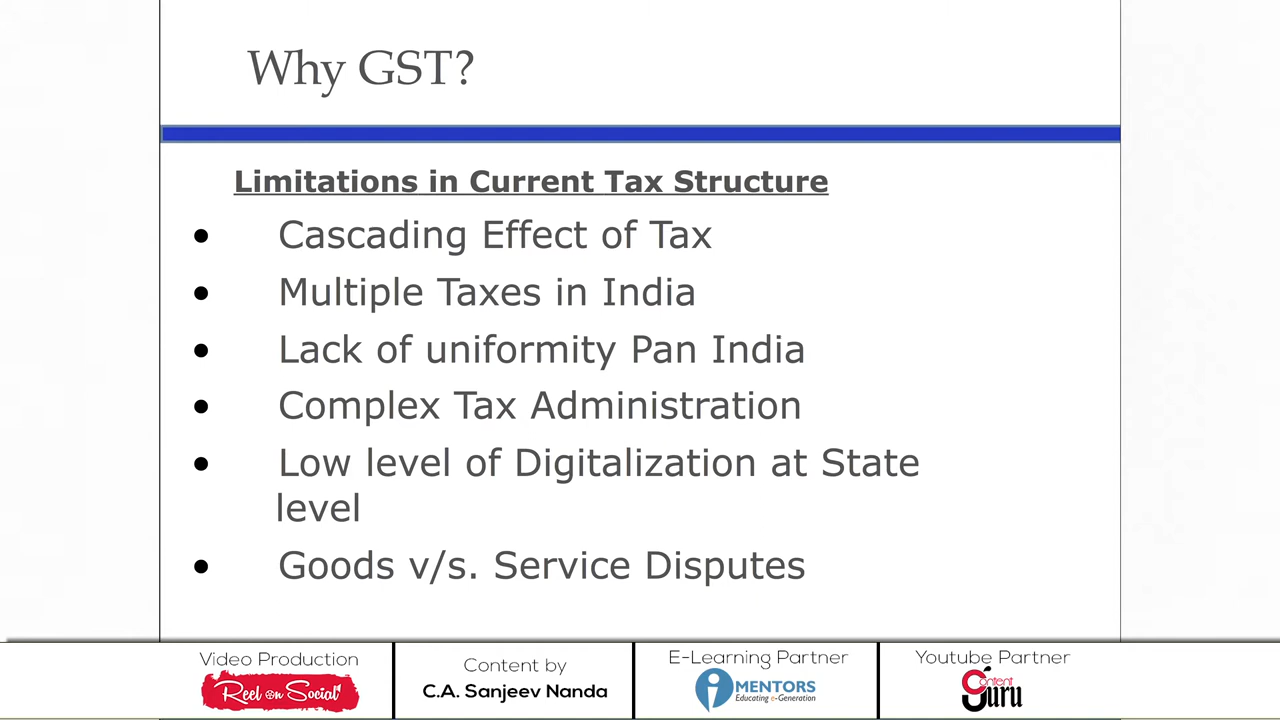 Why GST?
Limitations in Current Tax Structure
• Cascading Effect of Tax
• Multiple Taxes in India
• Lack of uniformity Pan India
• Complex Tax Administration
• Low level of Digitalization at State
level
• Goods v/s. Service Disputes
Video Production
Reel on Social
Content by
C.A. Sanjeev Nanda
E-Learning Partner
iMENTORS
Educating e-Generation
Youtube Partner
Content
Guru